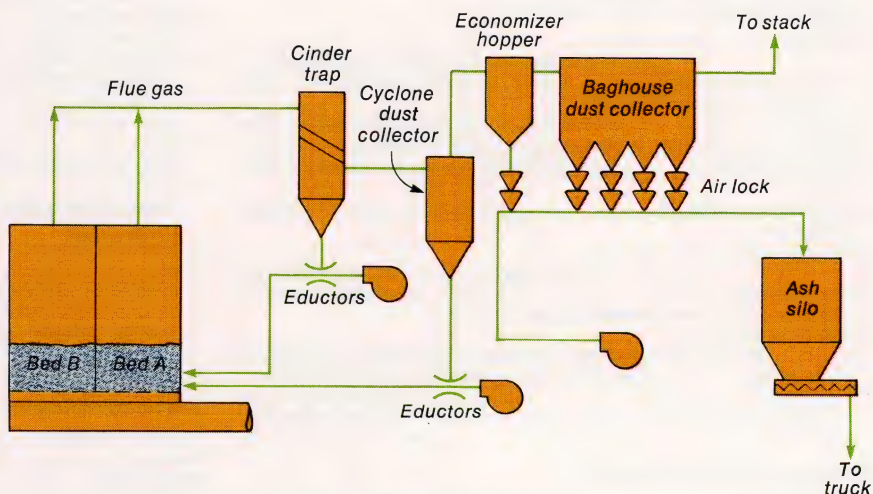 Economizer
hopper
To stack
Cinder
trap
Flue gas
Cyclone
dust
collector
Baghouse
dust collector
Air lock
Eductors
Ash
silo
Bed B
Bed A
Eductors
To
truck